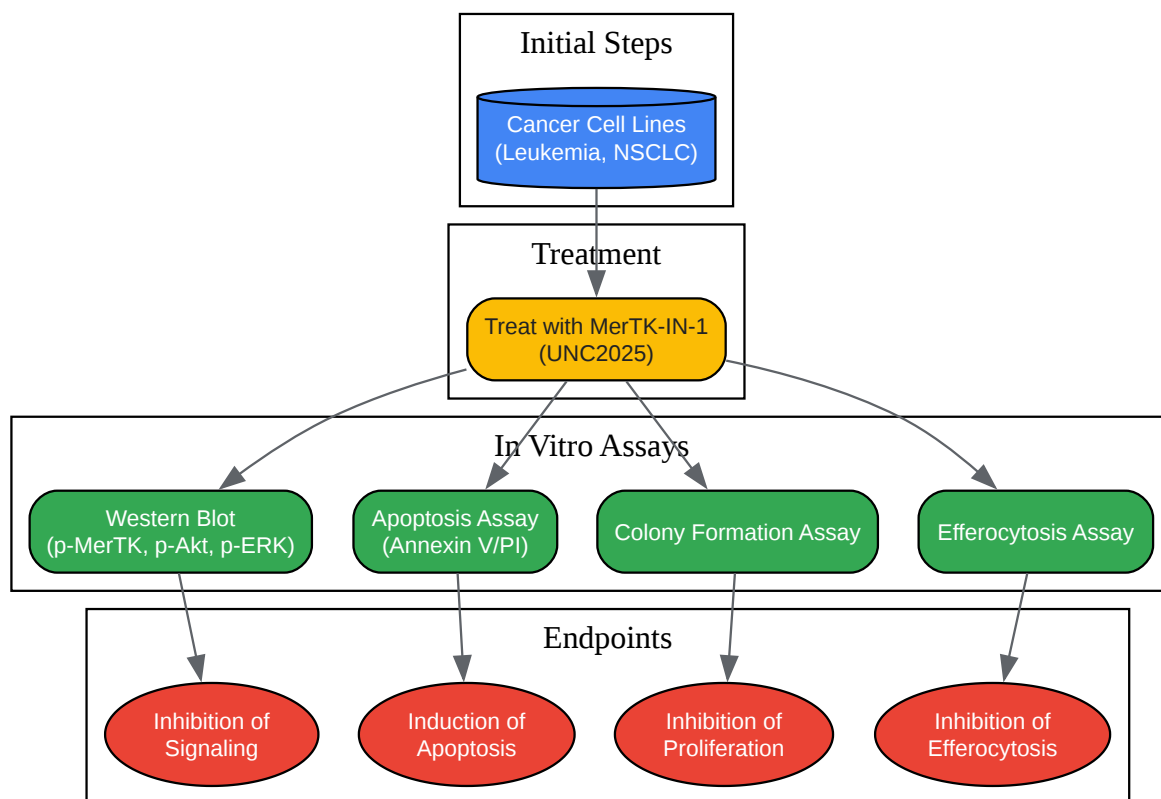 Initial Steps
Cancer Cell Lines
(Leukemia, NSCLC)
Treatment
Treat with MerTK-IN-1
(UNC2025)
In Vitro Assays
Western Blot
(p-MerTK, p-Akt, p-ERK)
Apoptosis Assay
(Annexin V/PI)
Colony Formation Assay
Efferocytosis Assay
Endpoints
Inhibition of
Signaling
Induction of
Apoptosis
Inhibition of
Proliferation
Inhibition of
Efferocytosis